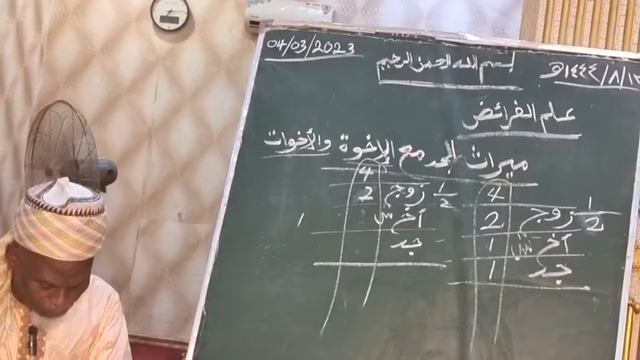 04/03/2023
بسم الله الرحمن الرحيم
١٤٤٤/٨/١٢هـ
علم الفرائض
ميراث الجد مع الإخوة والأخوات
4
1/2 زوج 2
أخ ش 1
جد 1
4
1/2 زوج 2
أخ ش 1
جد